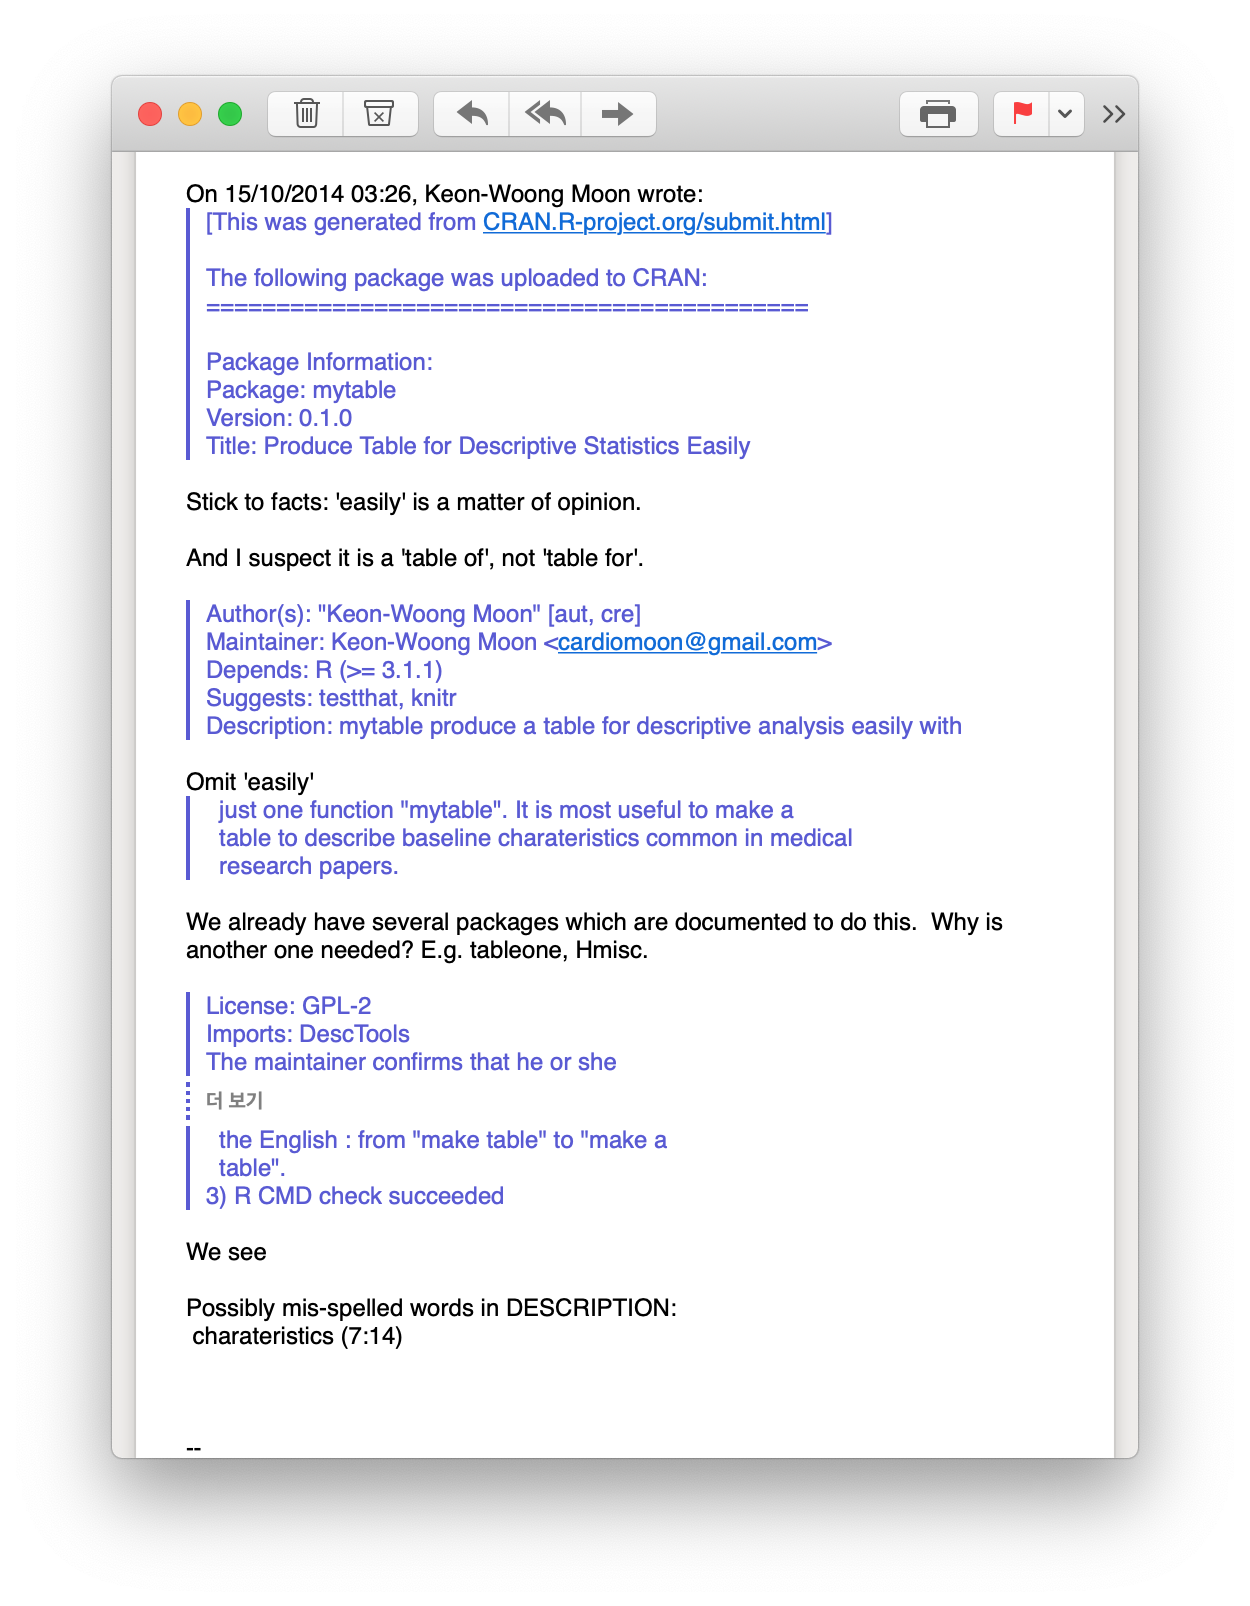 On 15/10/2014 03:26, Keon-Woong Moon wrote:
[This was generated from CRAN.R-project.org/submit.html]
The following package was uploaded to CRAN:
===========================================
Package Information:
Package: mytable
Version: 0.1.0
Title: Produce Table for Descriptive Statistics Easily
Stick to facts: 'easily' is a matter of opinion.
And I suspect it is a 'table of', not 'table for'.
Author(s): "Keon-Woong Moon" [aut, cre]
Maintainer: Keon-Woong Moon <cardiomoon@gmail.com>
Depends: R (>= 3.1.1)
Suggests: testthat, knitr
Description: mytable produce a table for descriptive analysis easily with
Omit 'easily'
just one function "mytable". It is most useful to make a
table to describe baseline charateristics common in medical
research papers.
We already have several packages which are documented to do this.  Why is
another one needed? E.g. tableone, Hmisc.
License: GPL-2
Imports: DescTools
The maintainer confirms that he or she
더 보기
the English : from "make table" to "make a
table".
3) R CMD check succeeded
We see
Possibly mis-spelled words in DESCRIPTION:
charateristics (7:14)
--